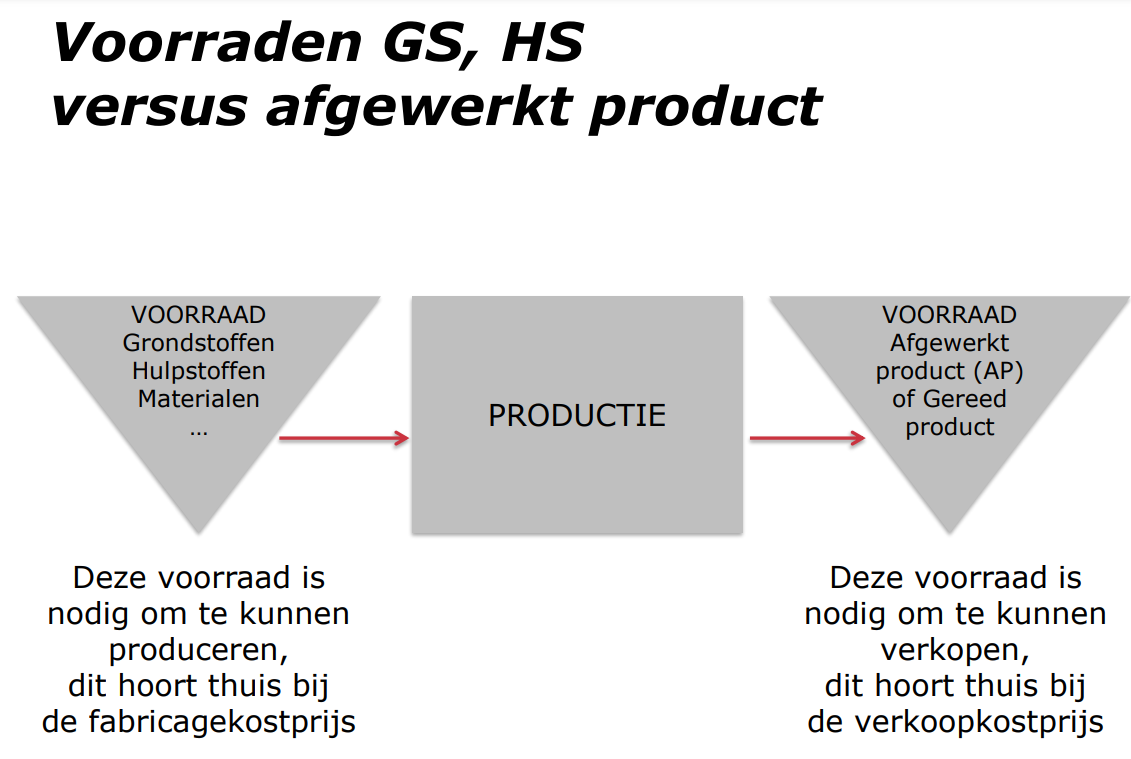 Voorraden GS, HS
versus afgewerkt product
VOORRAAD
Grondstoffen
Hulpstoffen
Materialen
...
PRODUCTIE
VOORRAAD
Afgewerkt
product (AP)
of Gereed
product
Deze voorraad is
nodig om te kunnen
produceren,
dit hoort thuis bij
de fabricagekostprijs
Deze voorraad is
nodig om te kunnen
verkopen,
dit hoort thuis bij
de verkoopkostprijs